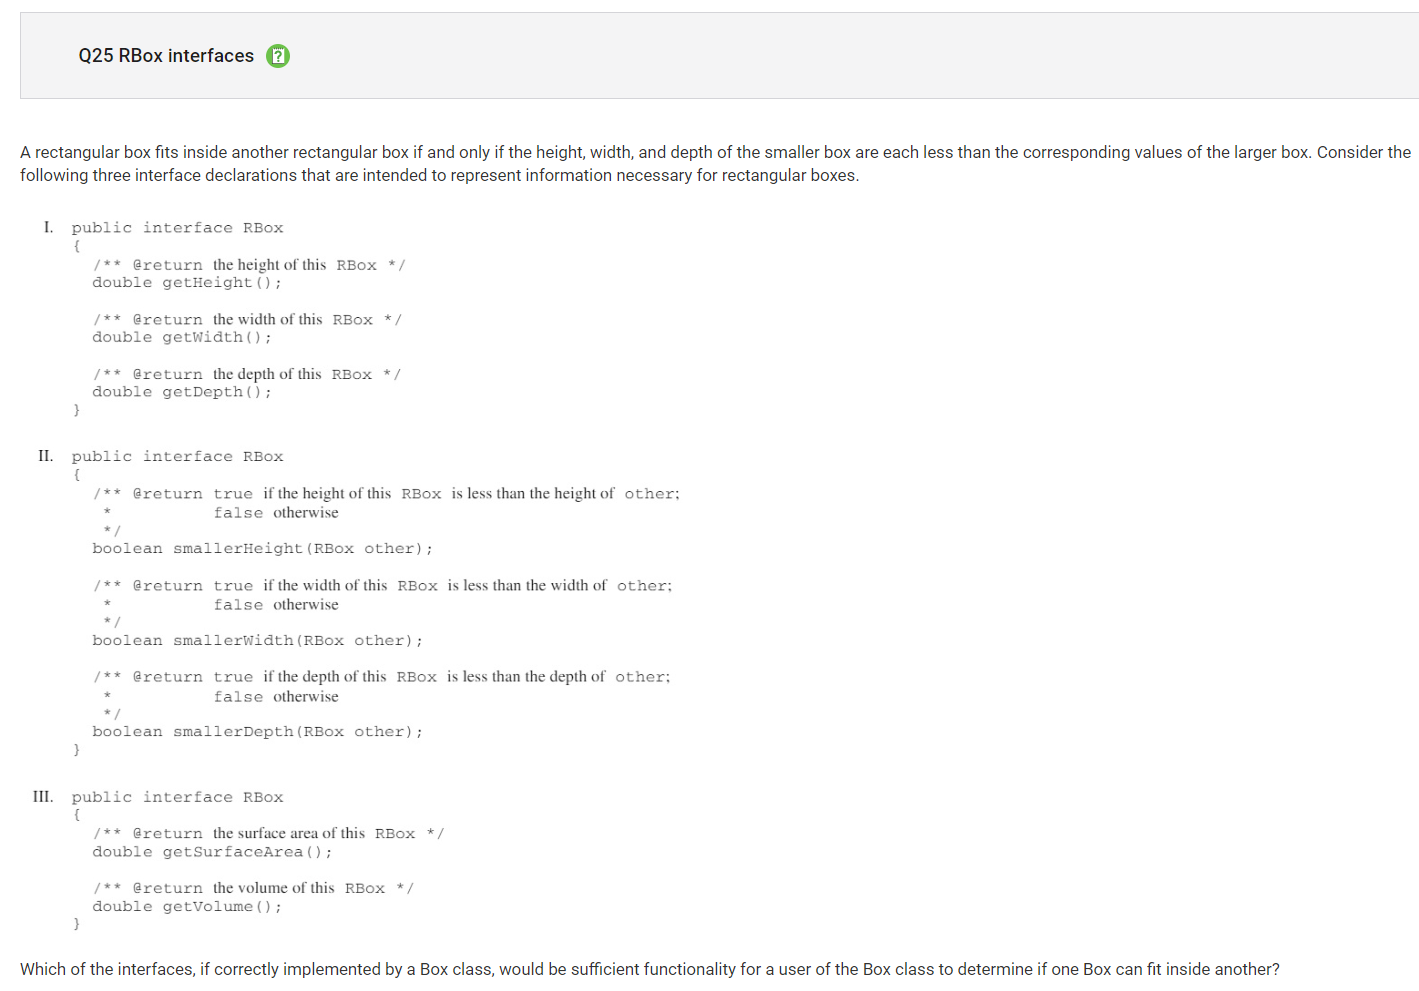 Q25 RBox interfaces
A rectangular box fits inside another rectangular box if and only if the height, width, and depth of the smaller box are each less than the corresponding values of the larger box. Consider the
following three interface declarations that are intended to represent information necessary for rectangular boxes.
I. public interface RBox
{
/** @return the height of this RBox */
double getHeight();
/** @return the width of this RBox */
double getWidth();
/** @return the depth of this RBox */
double getDepth();
}
II. public interface RBox
{
/** @return true if the height of this RBox is less than the height of other;
* false otherwise
*/
boolean smallerHeight(RBox other);
/** @return true if the width of this RBox is less than the width of other;
* false otherwise
*/
boolean smallerWidth(RBox other);
/** @return true if the depth of this RBox is less than the depth of other;
* false otherwise
*/
boolean smallerDepth(RBox other);
}
III. public interface RBox
{
/** @return the surface area of this RBox */
double getSurfaceArea();
/** @return the volume of this RBox */
double getVolume();
}
Which of the interfaces, if correctly implemented by a Box class, would be sufficient functionality for a user of the Box class to determine if one Box can fit inside another?